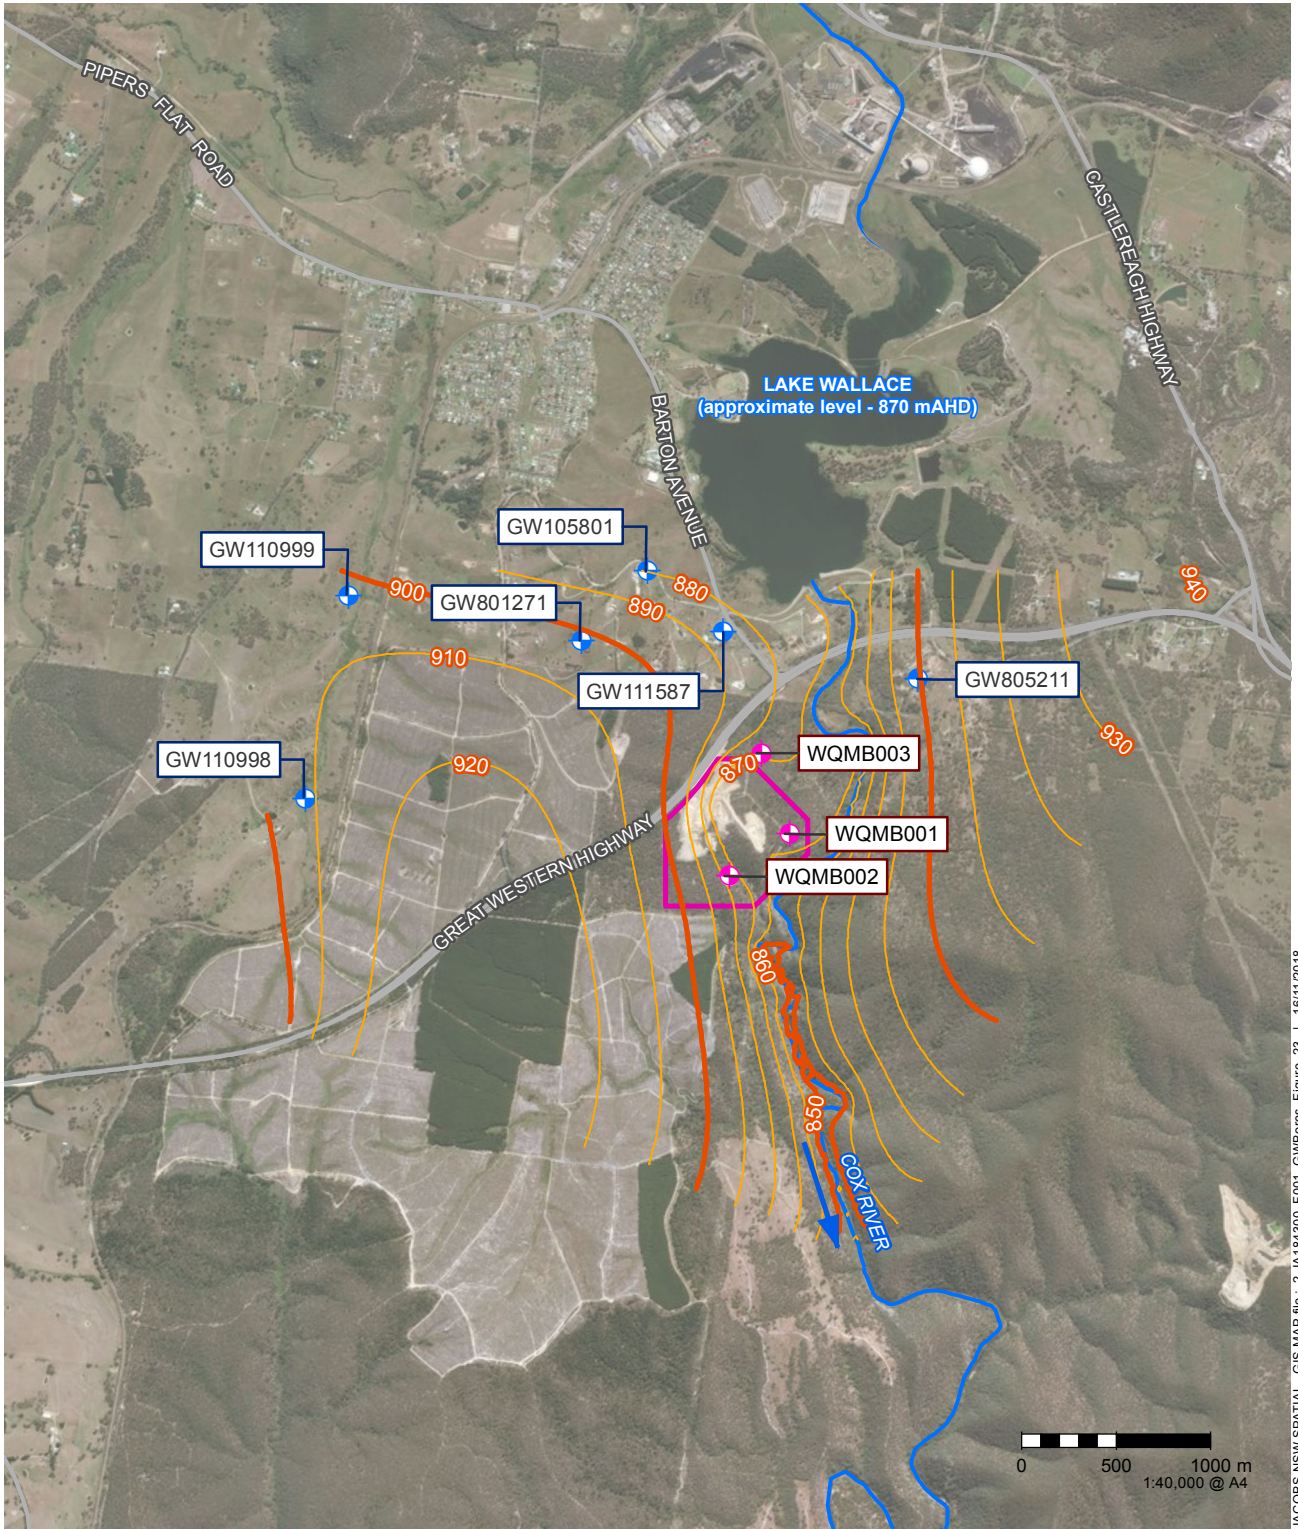 PIPERS FLAT ROAD
CASTLEREAGH HIGHWAY
LAKE WALLACE
(approximate level - 870 mAHD)
BARTON AVENUE
GW105801
GW110999
900
GW801271
890
880
940
910
GW111587
GW805211
930
GW110998
920
870
WQMB003
WQMB001
WQMB002
GREAT WESTERN HIGHWAY
860
850
COX RIVER
0 500 1000 m
1:40,000 @ A4